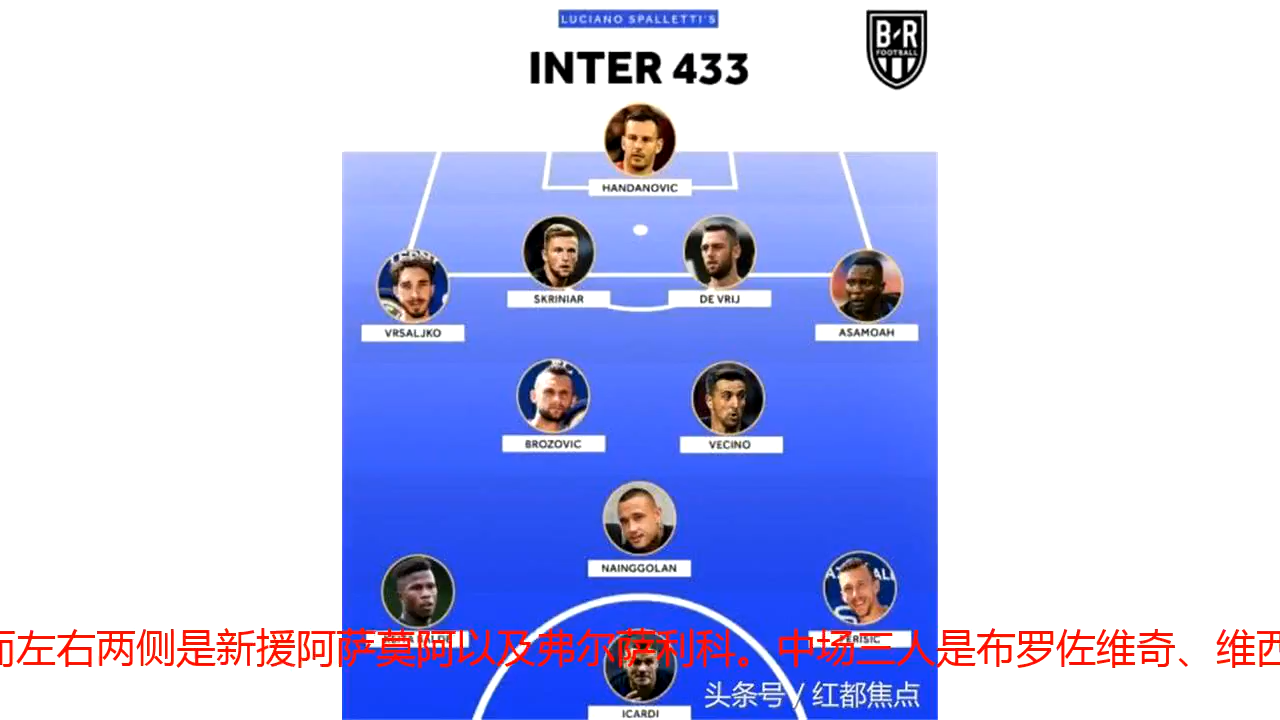 LUCIANO SPALLETTI'S
INTER 433
B-R
FOOTBALL
HANDANOVIC
SKRINIAR
DE VRIJ
VRSALJKO
ASAMOAH
BROZOVIC
VECINO
NAINGGOLAN
而左右两侧是新援阿萨莫阿以及弗尔萨利科。中场三人是布罗佐维奇、维西
头条号 / 红都焦点
ICARDI